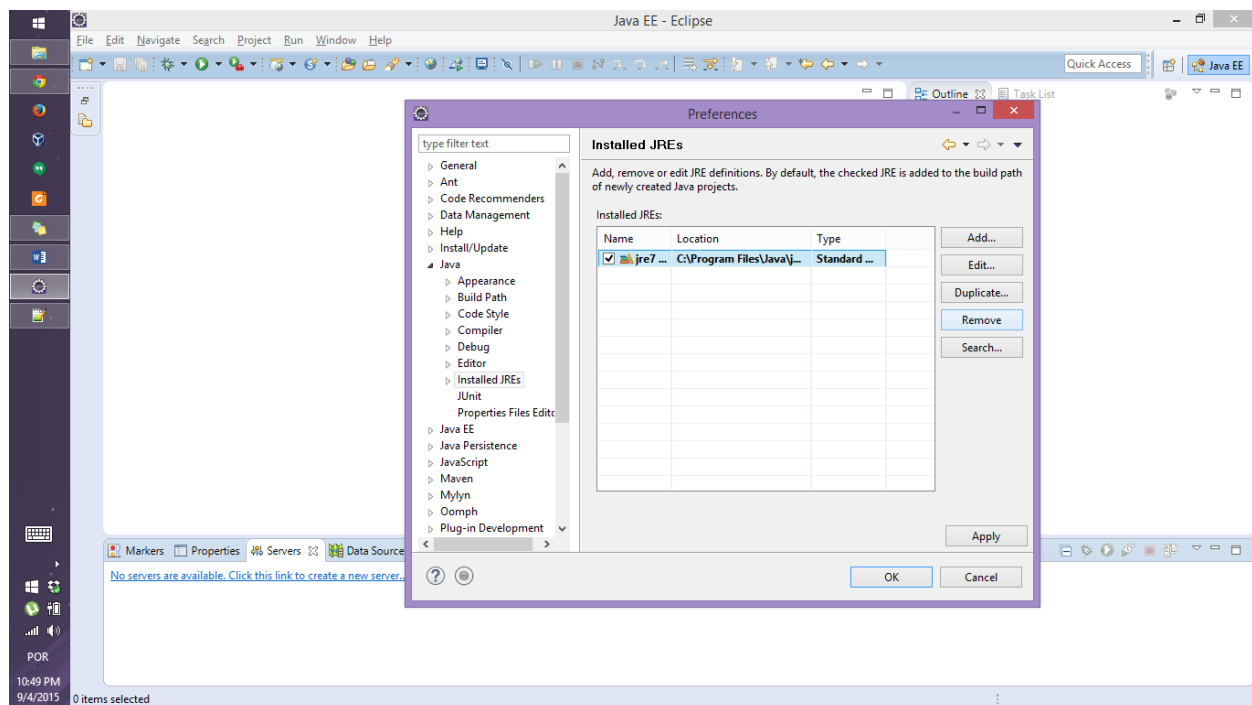 Java EE - Eclipse
File Edit Navigate Search Project Run Window Help
Quick Access
Java EE
Outline Task List
Preferences
type filter text
General
Ant
Code Recommenders
Data Management
Help
Install/Update
Java
Appearance
Build Path
Code Style
Compiler
Debug
Editor
Installed JREs
JUnit
Properties Files Edito
Java EE
Java Persistence
JavaScript
Maven
Mylyn
Oomph
Plug-in Development
Installed JREs
Add, remove or edit JRE definitions. By default, the checked JRE is added to the build path
of newly created Java projects.
Installed JREs:
Name Location Type
jre7 ... C:\Program Files\Java\j... Standard ...
Add...
Edit...
Duplicate...
Remove
Search...
Apply
OK Cancel
Markers Properties Servers Data Source
No servers are available. Click this link to create a new server..
POR
10:49 PM
9/4/2015
0 items selected